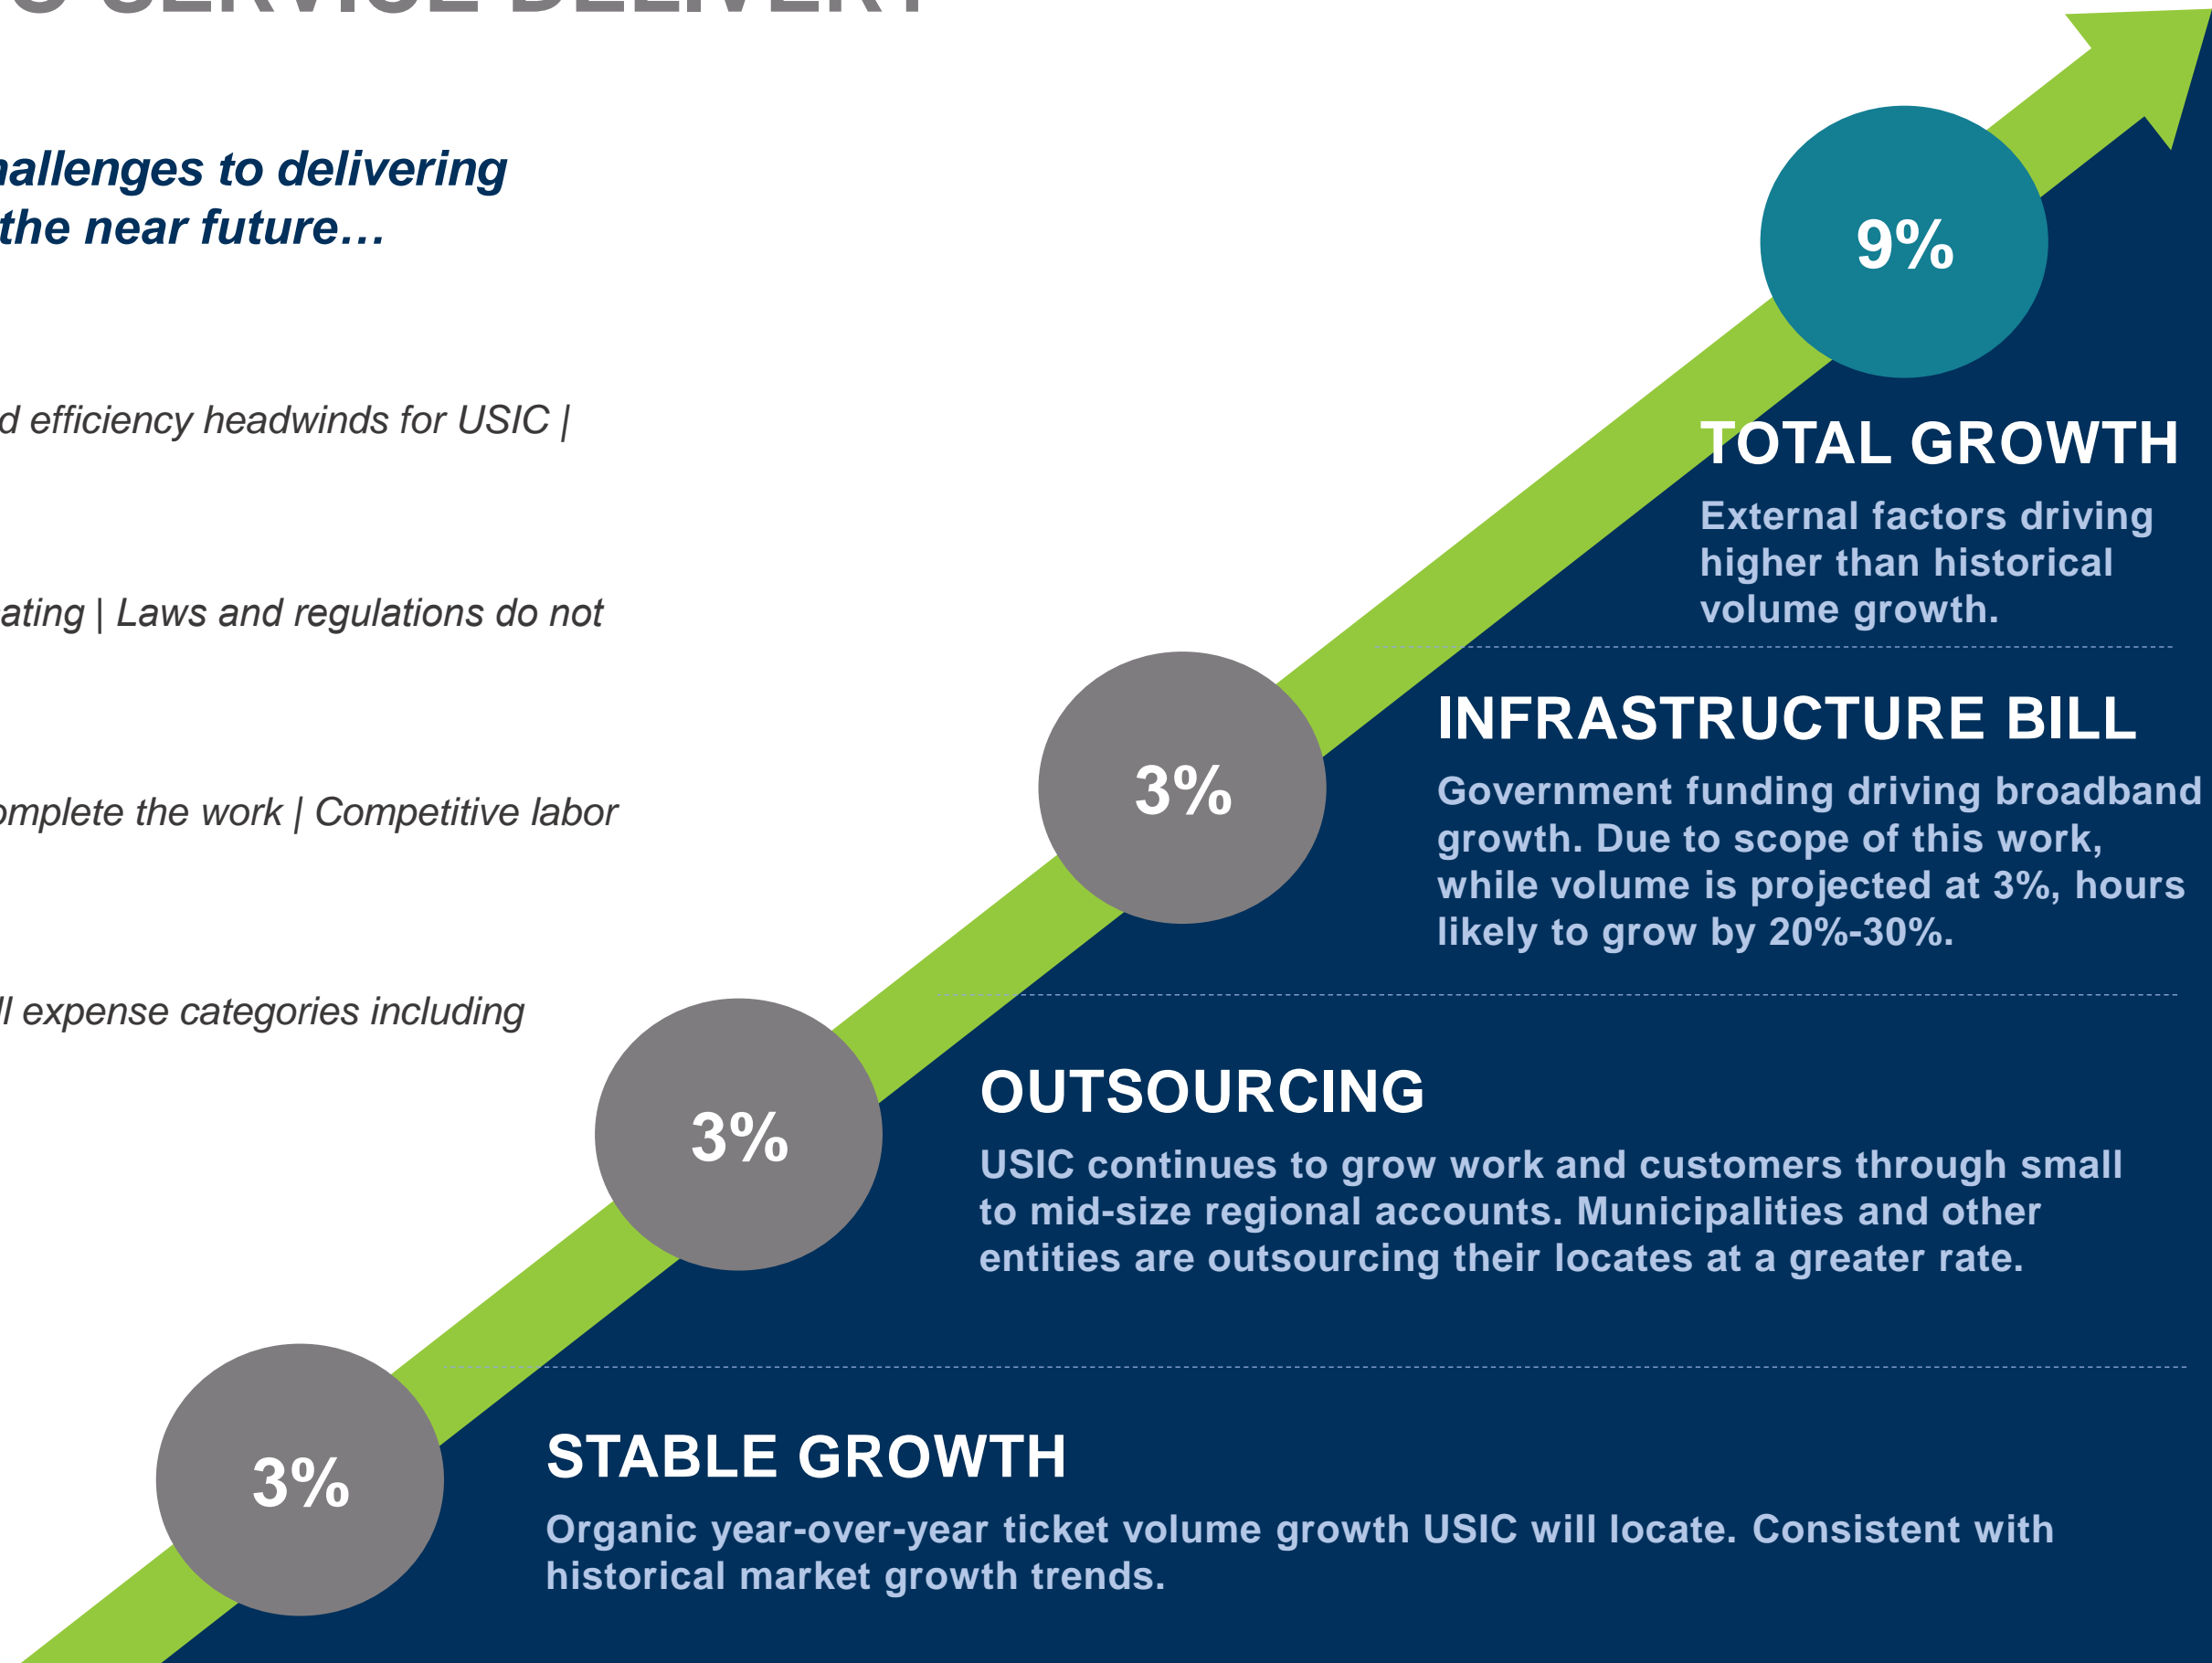 SERVICE DELIVERY
challenges to delivering
the near future…
efficiency headwinds for USIC |
| Laws and regulations do not
complete the work | Competitive labor
expense categories including
9%
TOTAL GROWTH
External factors driving
higher than historical
volume growth.
3%
INFRASTRUCTURE BILL
Government funding driving broadband
growth. Due to scope of this work,
while volume is projected at 3%, hours
likely to grow by 20%-30%.
3%
OUTSOURCING
USIC continues to grow work and customers through small
to mid-size regional accounts. Municipalities and other
entities are outsourcing their locates at a greater rate.
3%
STABLE GROWTH
Organic year-over-year ticket volume growth USIC will locate. Consistent with
historical market growth trends.